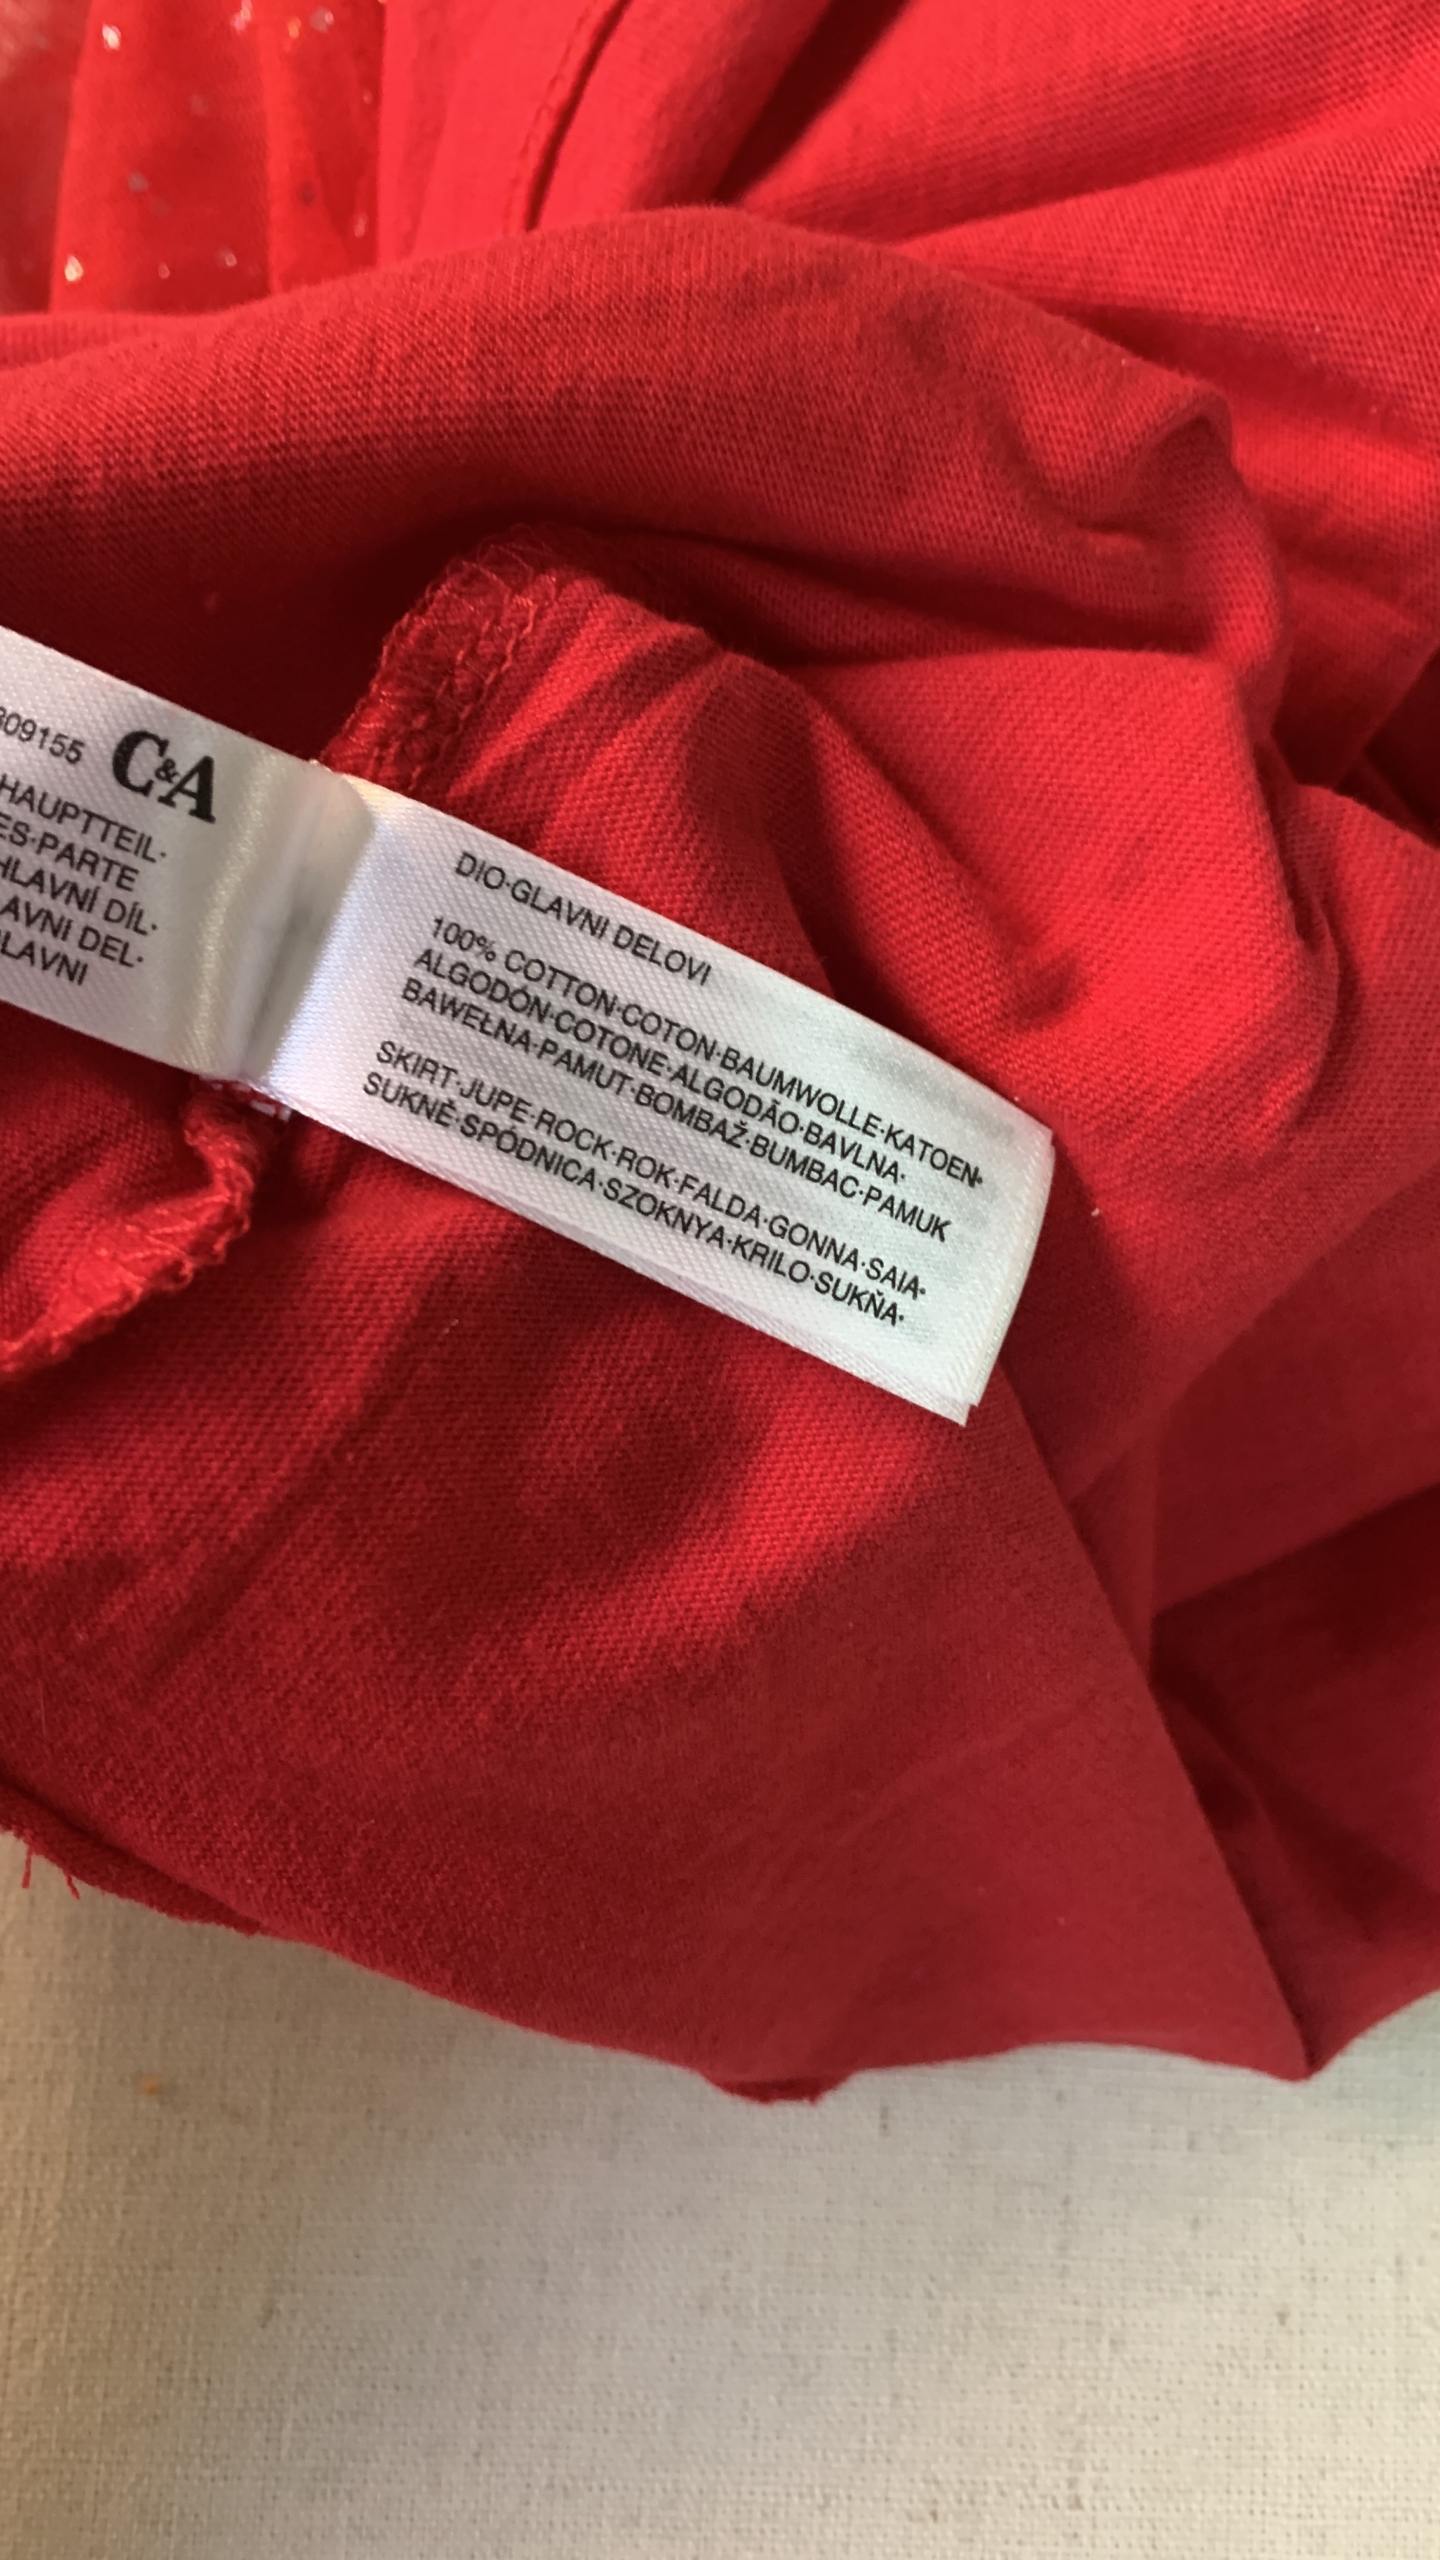 309155 C&A
HAUPTTEIL·
ES·PARTE
HLAVNÍ DÍL·
LAVNI DEL·
LAVNI
DIO·GLAVNI DELOVI
100% COTTON·COTON·BAUMWOLLE·KATOEN·
ALGODÓN·COTONE·ALGODÃO·BAVLNA·
BAWEŁNA·PAMUT·BOMBAŽ·BUMBAC·PAMUK
SKIRT·JUPE·ROCK·ROK·FALDA·GONNA·SAIA·
SUKNĚ·SPÓDNICA·SZOKNYA·KRILO·SUKŇA·